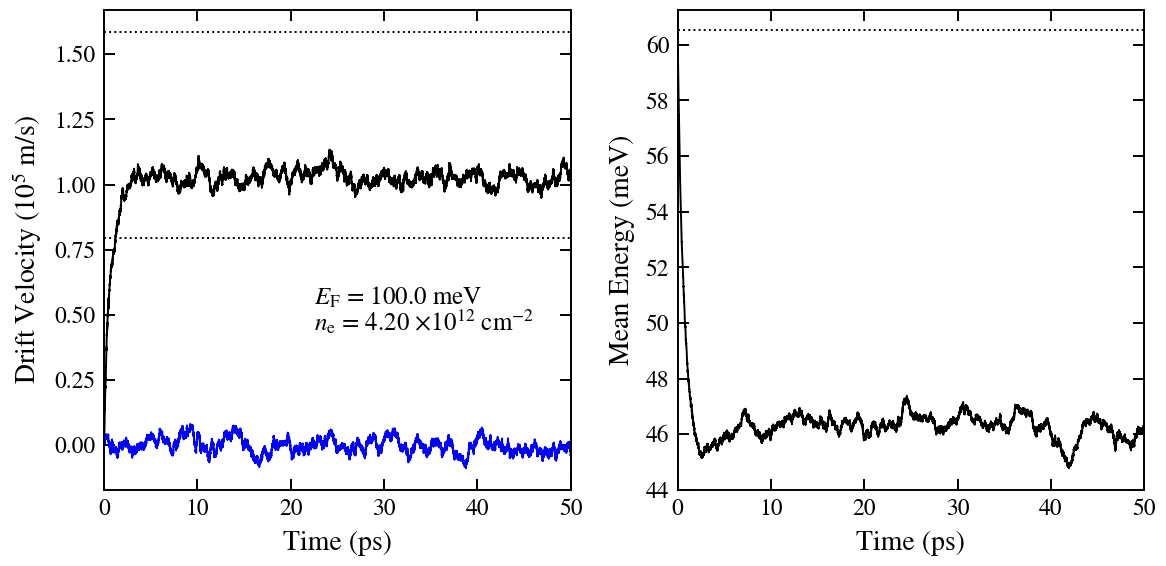 1.50
1.25
1.00
0.75
0.50
0.25
0.00
Drift Velocity (10⁵ m/s)
E_F = 100.0 meV
n_e = 4.20 ×10¹² cm⁻²
0 10 20 30 40 50
Time (ps)
60
58
56
54
52
50
48
46
44
Mean Energy (meV)
0 10 20 30 40 50
Time (ps)